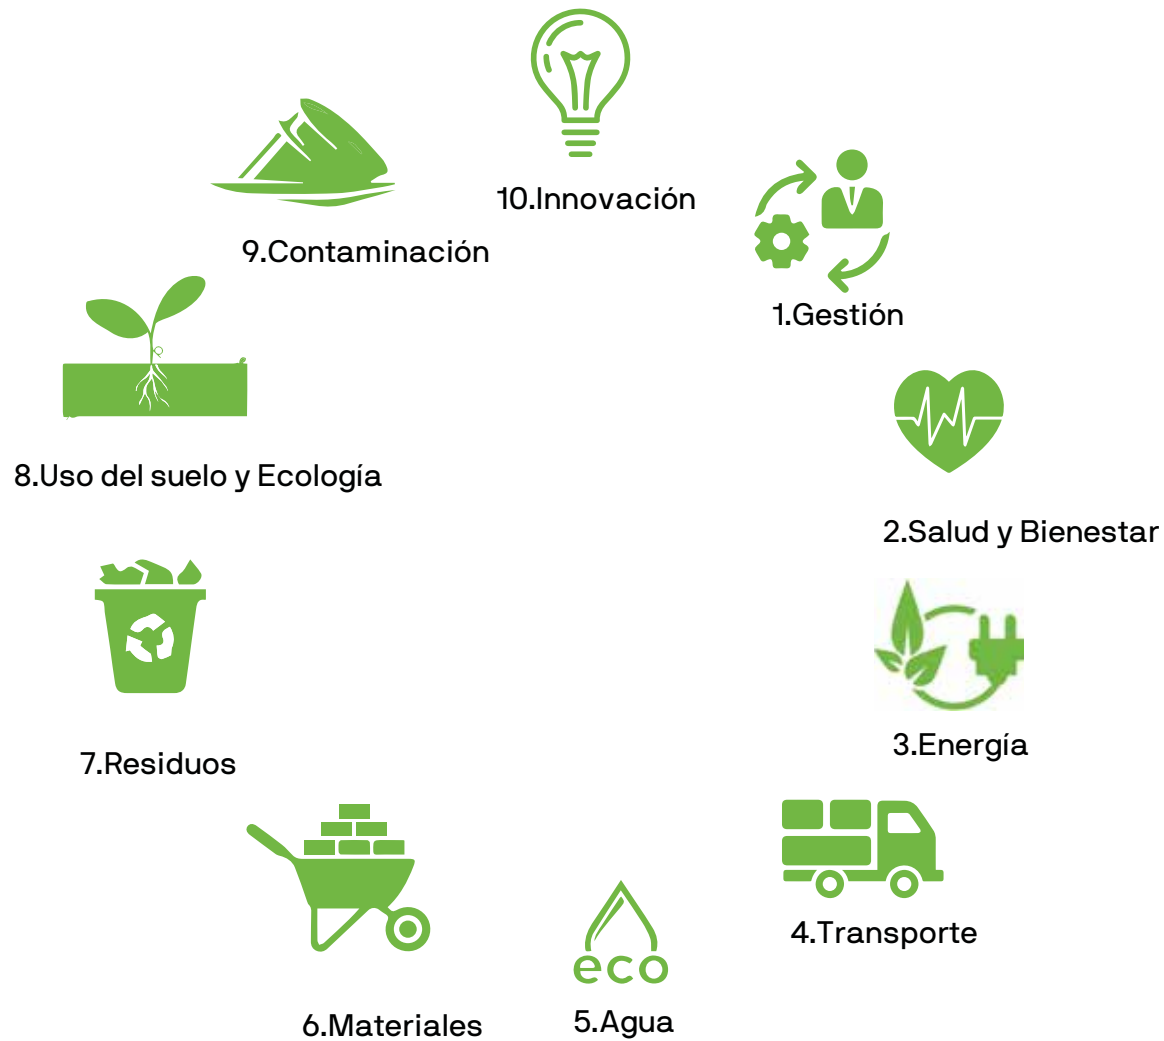 10.Innovación
9.Contaminación
1.Gestión
8.Uso del suelo y Ecología
2.Salud y Bienestar
7.Residuos
3.Energía
4.Transporte
eco
6.Materiales
5.Agua